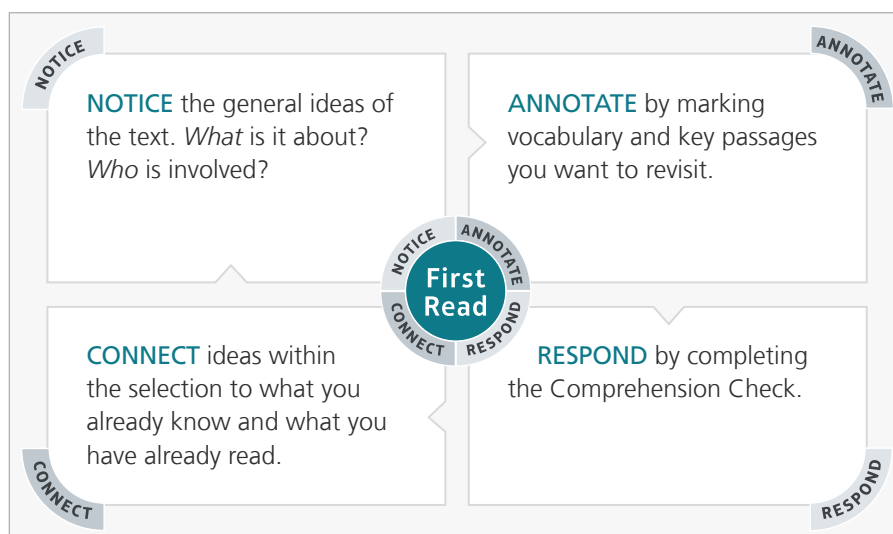 NOTICE
NOTICE the general ideas of
the text. What is it about?
Who is involved?
ANNOTATE
ANNOTATE by marking
vocabulary and key passages
you want to revisit.
NOTICE
ANNOTATE
First
Read
CONNECT
RESPOND
CONNECT ideas within
the selection to what you
already know and what you
have already read.
CONNECT
RESPOND by completing
the Comprehension Check.
RESPOND